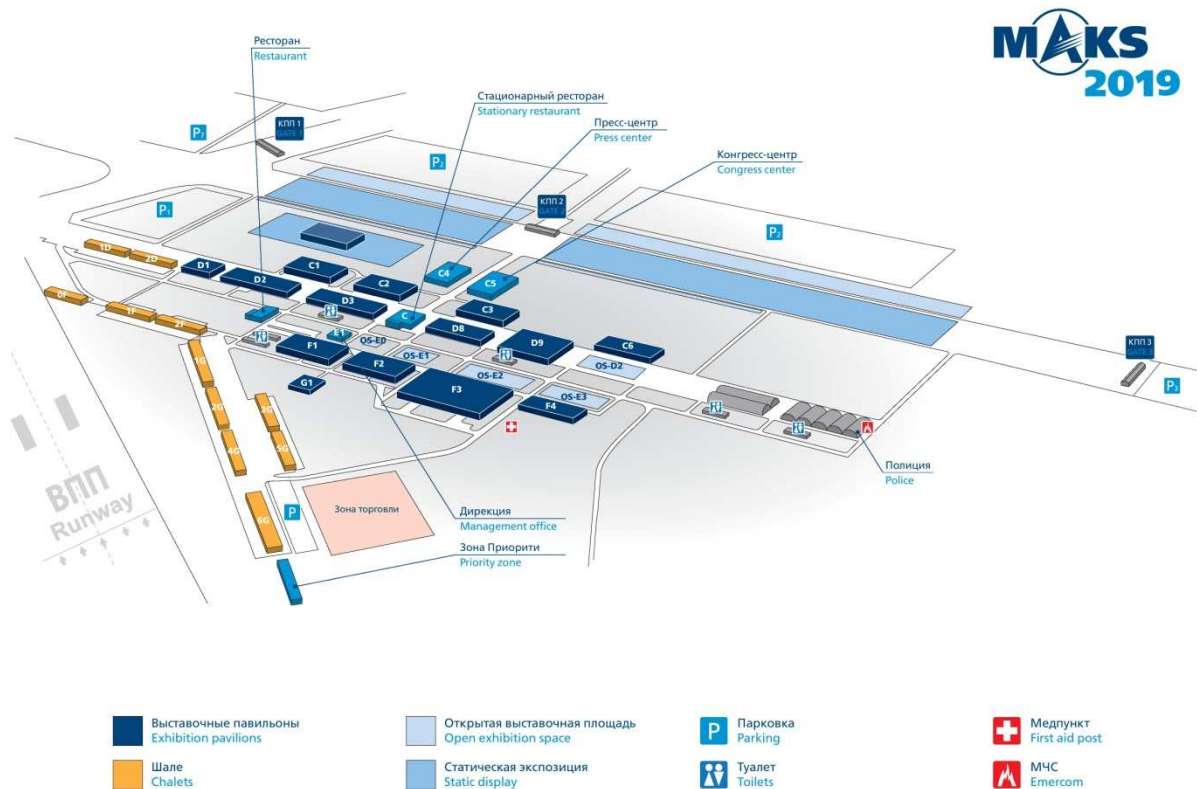 MAKS
2019
Ресторан
Restaurant
Стационарный ресторан
Stationary restaurant
Пресс-центр
Press center
Конгресс-центр
Congress center
P₇
КПП 1
GATE 1
P₂
P₁
КПП 2
GATE 2
P₂
КПП 3
GATE 3
P₃
1D
2D
D1
D2
C1
C2
C4
C5
0F
1F
2F
D3
C
C3
E1
OS-E0
D8
D9
C6
F1
OS-E1
F2
OS-E2
OS-D2
G1
F3
OS-E3
F4
1G
2G
3G
4G
5G
6G
P
ВПП
Runway
Зона торговли
Полиция
Police
Дирекция
Management office
Зона Приорити
Priority zone
Выставочные павильоны
Exhibition pavilions
Шале
Chalets
Открытая выставочная площадь
Open exhibition space
Статическая экспозиция
Static display
P
Парковка
Parking
Туалет
Toilets
Медпункт
First aid post
МЧС
Emercom